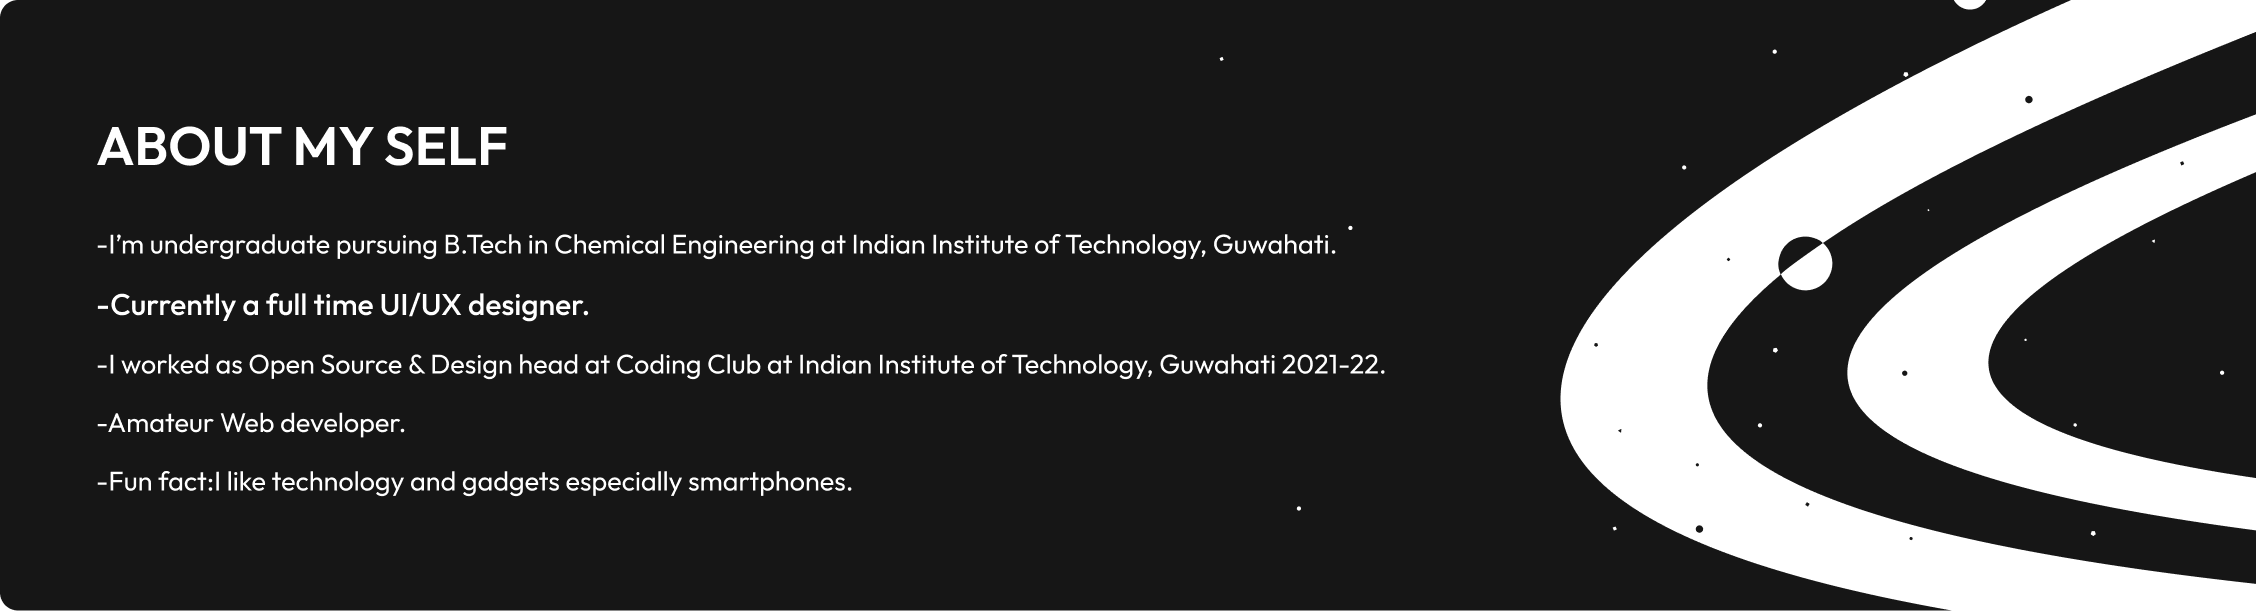 ABOUT MY SELF
-I’m undergraduate pursuing B.Tech in Chemical Engineering at Indian Institute of Technology, Guwahati.
-Currently a full time UI/UX designer.
-I worked as Open Source & Design head at Coding Club at Indian Institute of Technology, Guwahati 2021-22.
-Amateur Web developer.
-Fun fact:I like technology and gadgets especially smartphones.